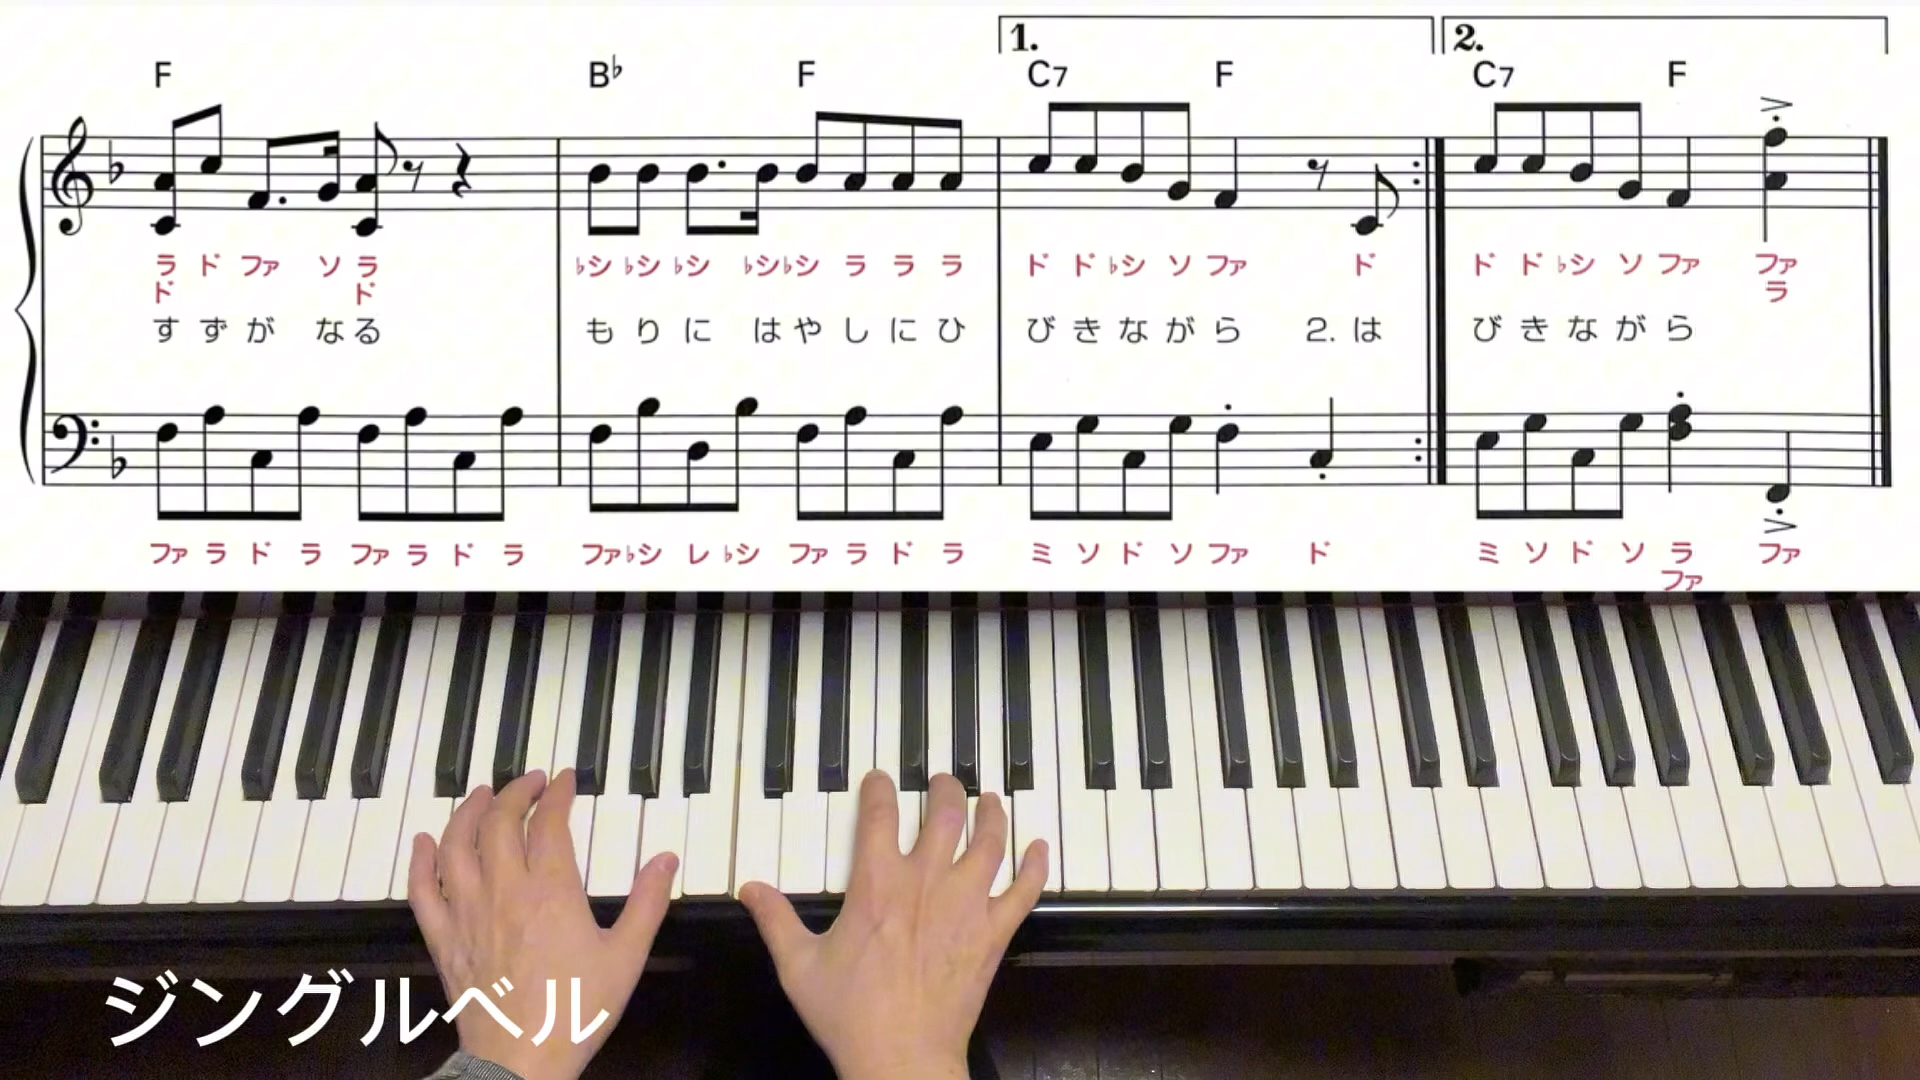 1. 2.
F B♭ F C7 F C7 F
ラ ド ファ ソ ラ ♭シ ♭シ ♭シ ♭シ ♭シ ラ ラ ラ ド ド ♭シ ソ ファ ド ド ド ♭シ ソ ファ ファ
ド ド ラ
す ず が な る も り に は や し に ひ び き な が ら 2. は び き な が ら
ファ ラ ド ラ ファ ラ ド ラ ファ ♭シ レ ♭シ ファ ラ ド ラ ミ ソ ド ソ ファ ド ミ ソ ド ソ ラ ファ
ファ
ジングルベル